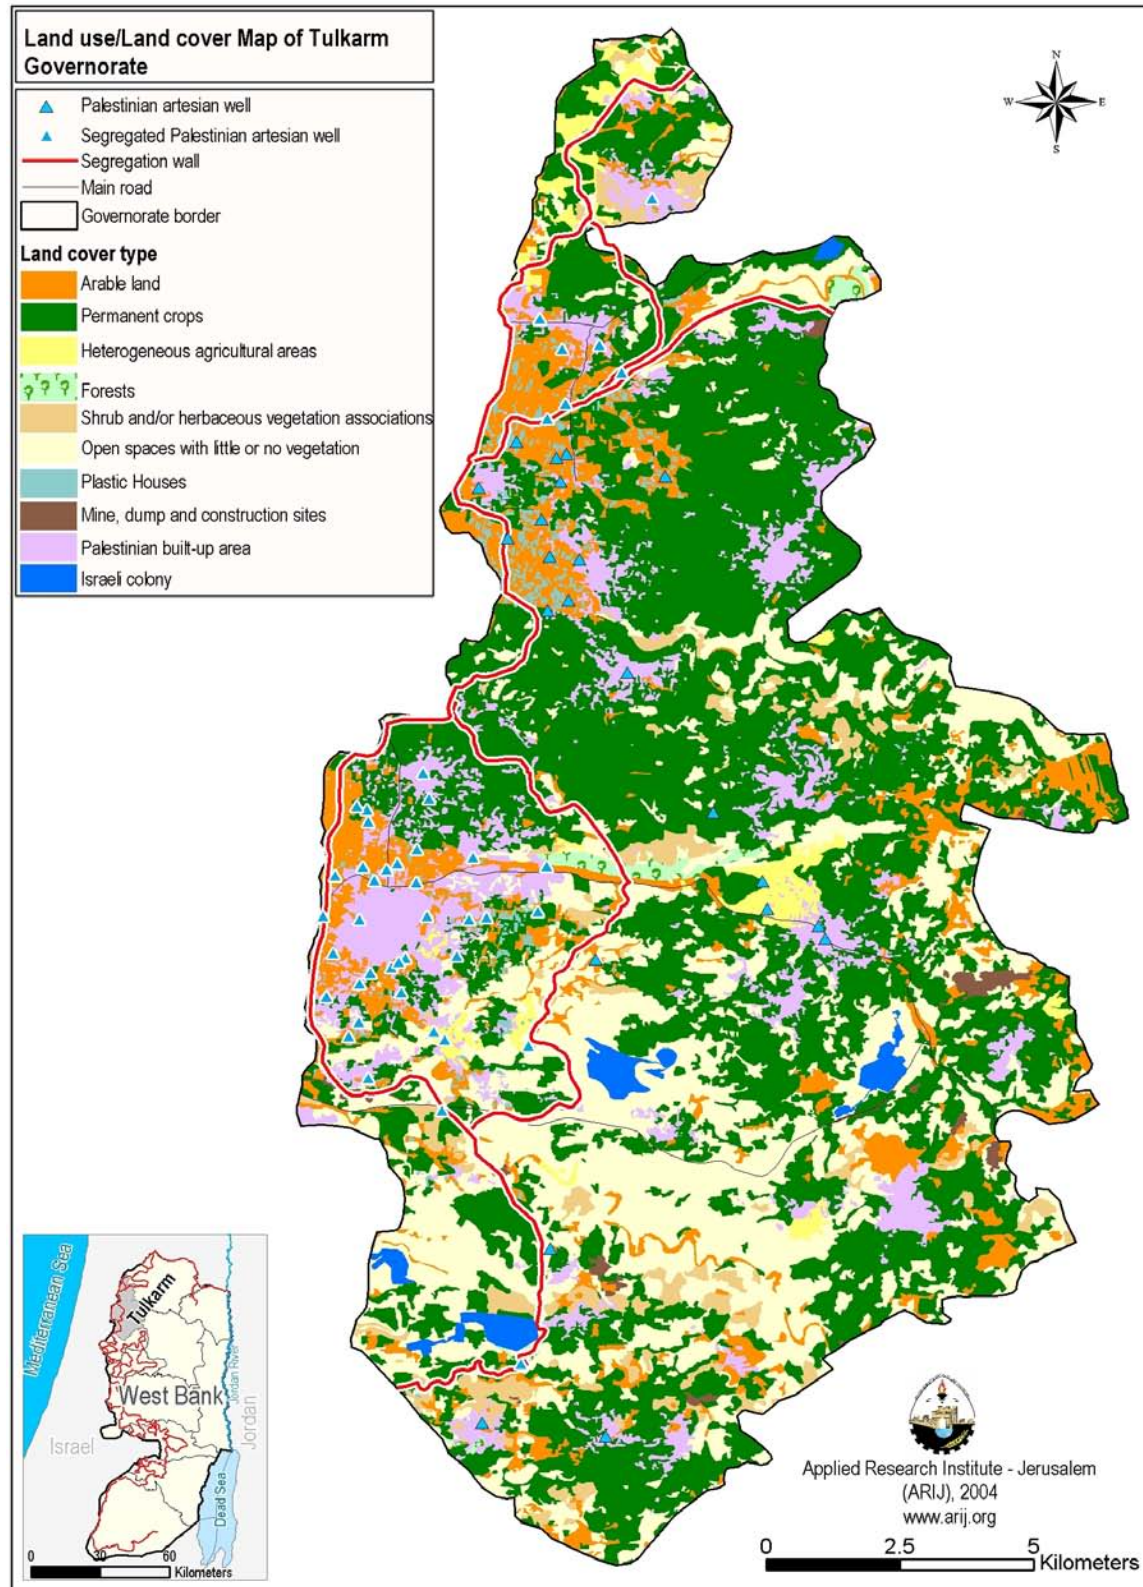 Land use/Land cover Map of Tulkarm
Governorate
Palestinian artesian well
Segregated Palestinian artesian well
Segregation wall
Main road
Governorate border
Land cover type
Arable land
Permanent crops
Heterogeneous agricultural areas
Forests
Shrub and/or herbaceous vegetation associations
Open spaces with little or no vegetation
Plastic Houses
Mine, dump and construction sites
Palestinian built-up area
Israeli colony
N
W
E
S
Mediterranean Sea
Tulkarm
West Bank
Jordan River
Jordan
Israel
Dead Sea
0 30 60
Kilometers
Applied Research Institute - Jerusalem
(ARIJ), 2004
www.arij.org
0 2.5 5
Kilometers